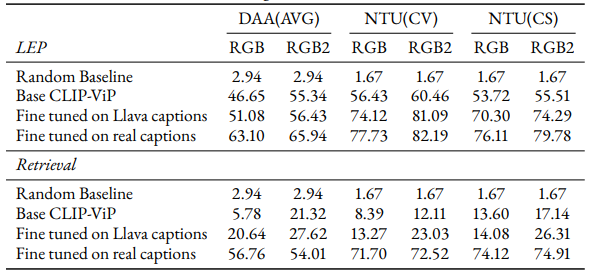 DAA(AVG) NTU(CV) NTU(CS)
LEP RGB RGB2 RGB RGB2 RGB RGB2
Random Baseline 2.94 2.94 1.67 1.67 1.67 1.67
Base CLIP-ViP 46.65 55.34 56.43 60.46 53.72 55.51
Fine tuned on Llava captions 51.08 56.43 74.12 81.09 70.30 74.29
Fine tuned on real captions 63.10 65.94 77.73 82.19 76.11 79.78
Retrieval
Random Baseline 2.94 2.94 1.67 1.67 1.67 1.67
Base CLIP-ViP 5.78 21.32 8.39 12.11 13.60 17.14
Fine tuned on Llava captions 20.64 27.62 13.27 23.03 14.08 26.31
Fine tuned on real captions 56.76 54.01 71.70 72.52 74.12 74.91